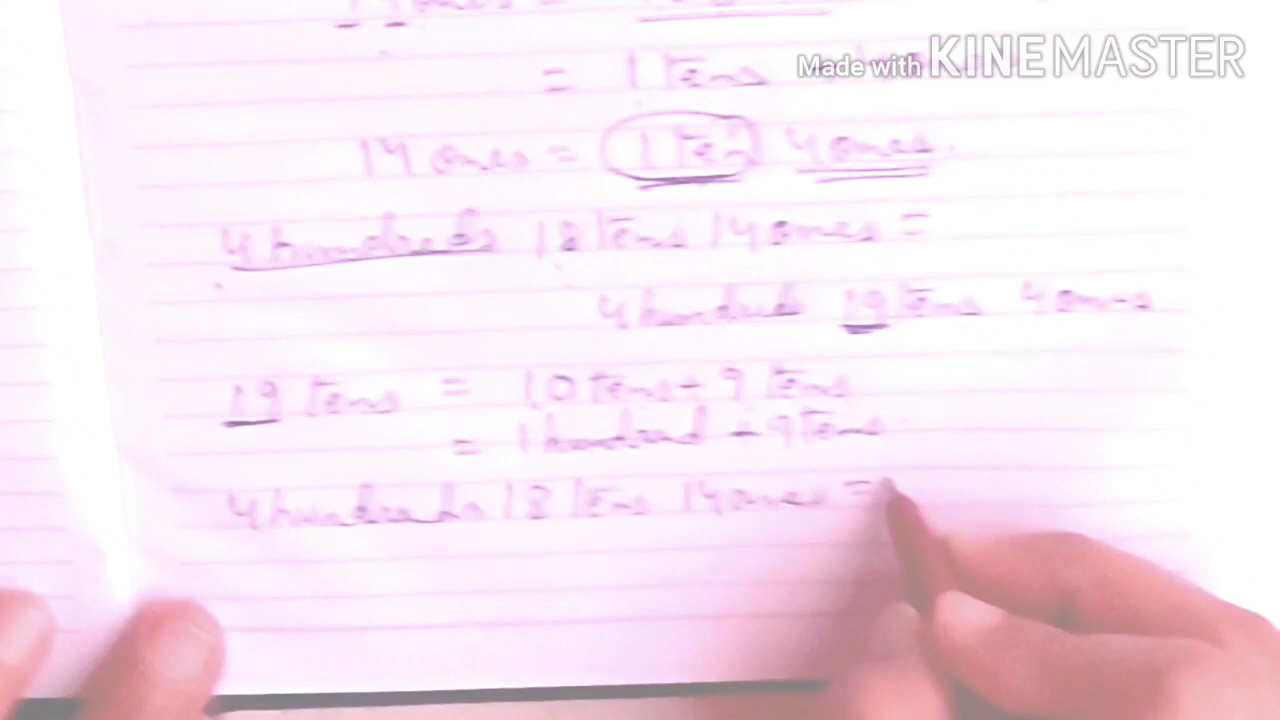 = 1 tens
Made with KINEMASTER
14 ones = 1 ten 4 ones.
4 hundreds 18 tens 14 ones =
4 hundreds 19 tens 4 ones
19 tens = 10 tens + 9 tens
= 1 hundred + 9 tens
4 hundreds 18 tens 14 ones =